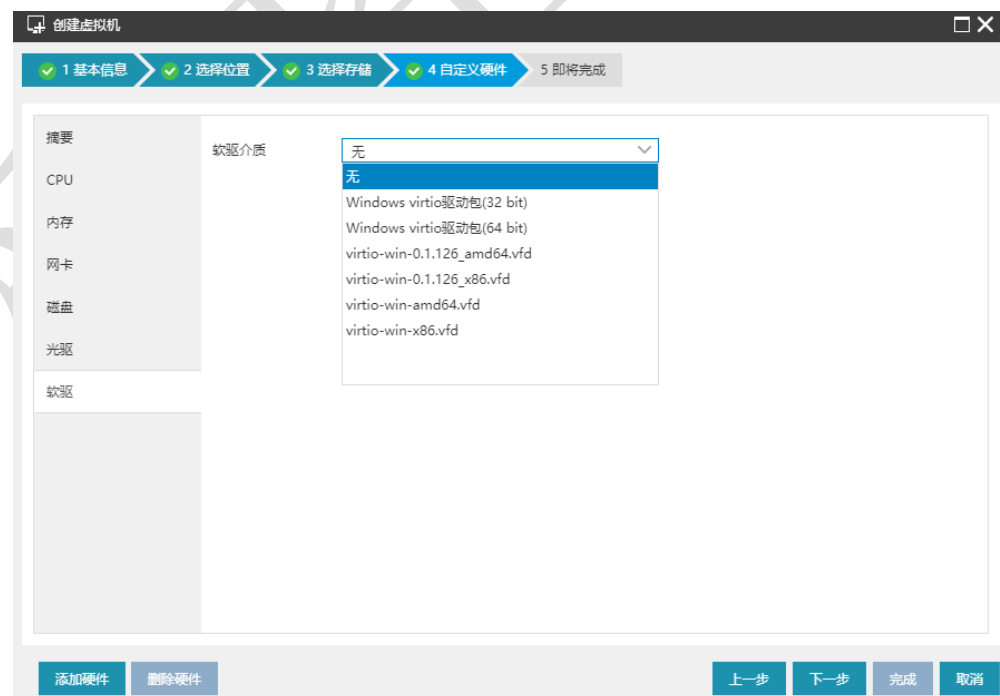 创建虚拟机
1 基本信息 2 选择位置 3 选择存储 4 自定义硬件 5 即将完成
摘要
CPU
内存
网卡
磁盘
光驱
软驱
软驱介质
无
无
Windows virtio驱动包(32 bit)
Windows virtio驱动包(64 bit)
virtio-win-0.1.126_amd64.vfd
virtio-win-0.1.126_x86.vfd
virtio-win-amd64.vfd
virtio-win-x86.vfd
添加硬件 删除硬件 上一步 下一步 完成 取消